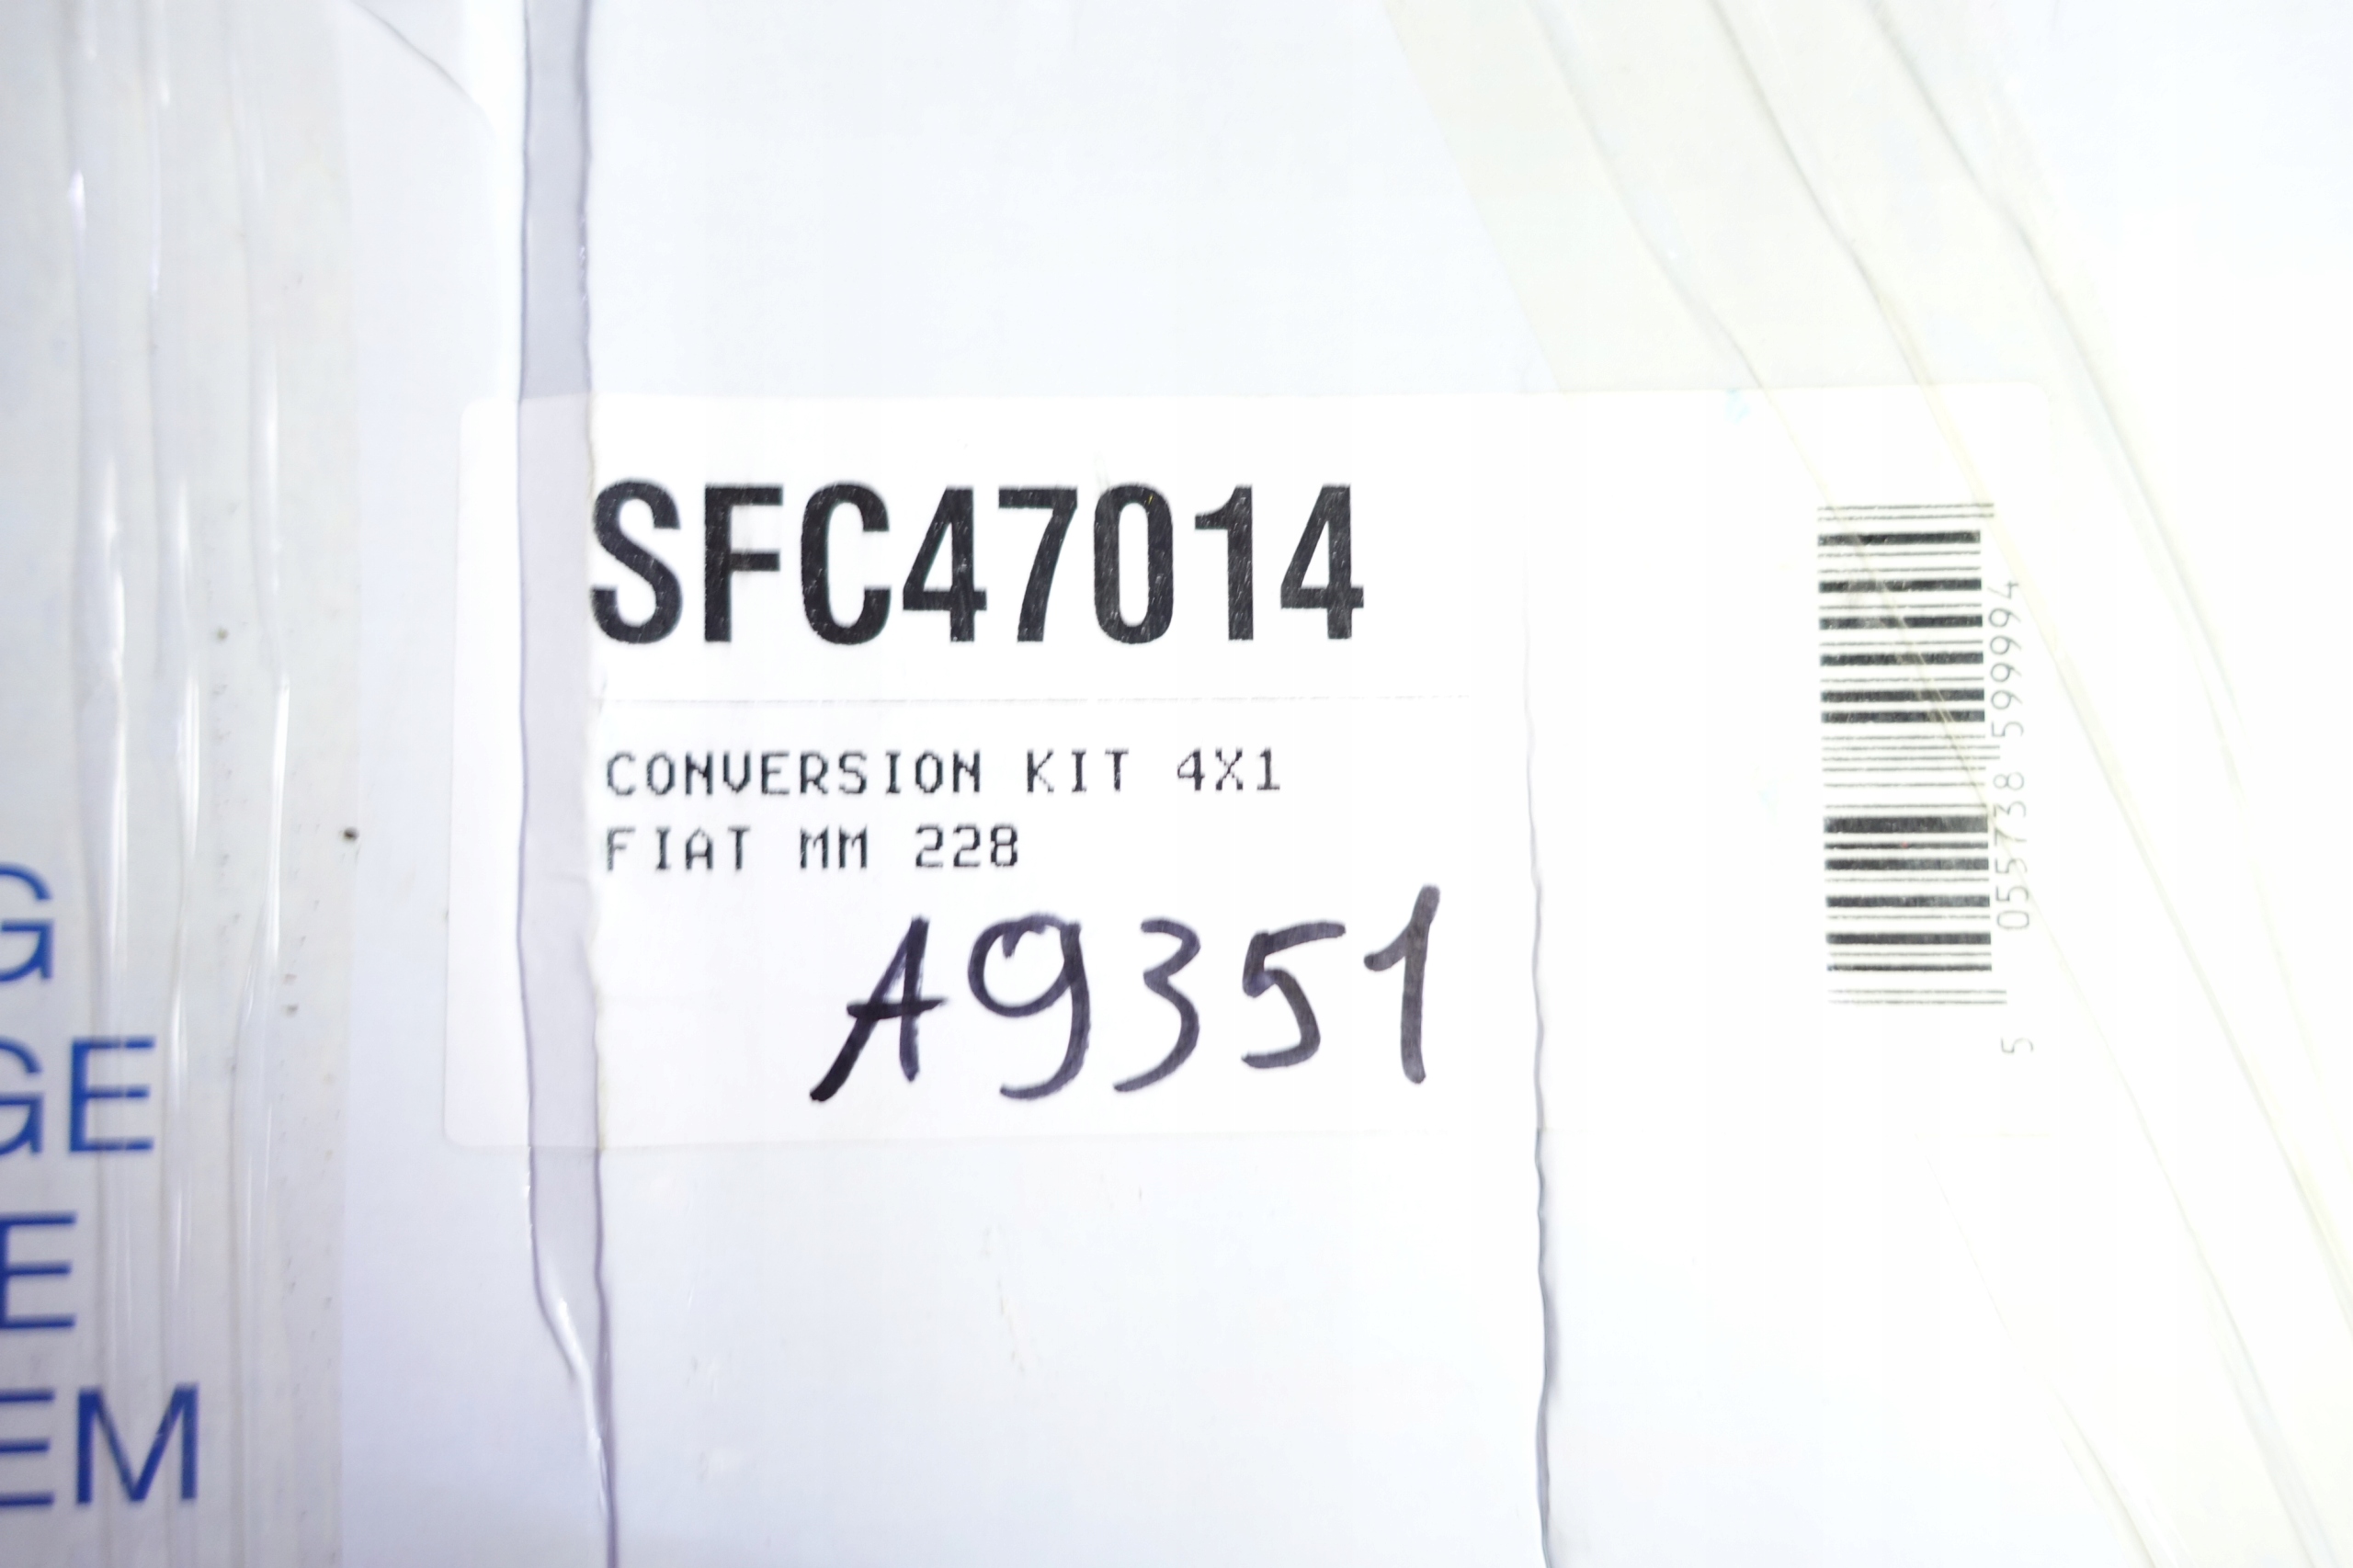 SFC47014
CONVERSION KIT 4X1
FIAT MM 228
A9351
5 055738 599994
G
GE
E
EM